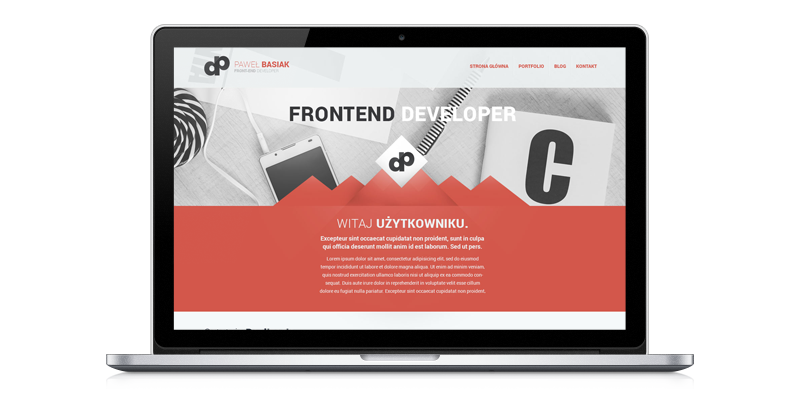 dp PAWEŁ BASIAK
FRONTEND DEVELOPER
STRONA GŁÓWNA PORTFOLIO BLOG KONTAKT
FRONTEND DEVELOPER
dp
C
WITAJ UŻYTKOWNIKU.
Excepteur sint occaecat cupidatat non proident, sunt in culpa
qui officia deserunt mollit anim id est laborum. Sed ut pers.
Lorem ipsum dolor sit amet, consectetur adipisicing elit, sed do eiusmod
tempor incididunt ut labore et dolore magna aliqua. Ut enim ad minim veniam,
quis nostrud exercitation ullamco laboris nisi ut aliquip ex ea commodo con-
sequat. Duis aute irure dolor in reprehenderit in voluptate velit esse cillum
dolore eu fugiat nulla pariatur. Excepteur sint occaecat cupidatat non proident.